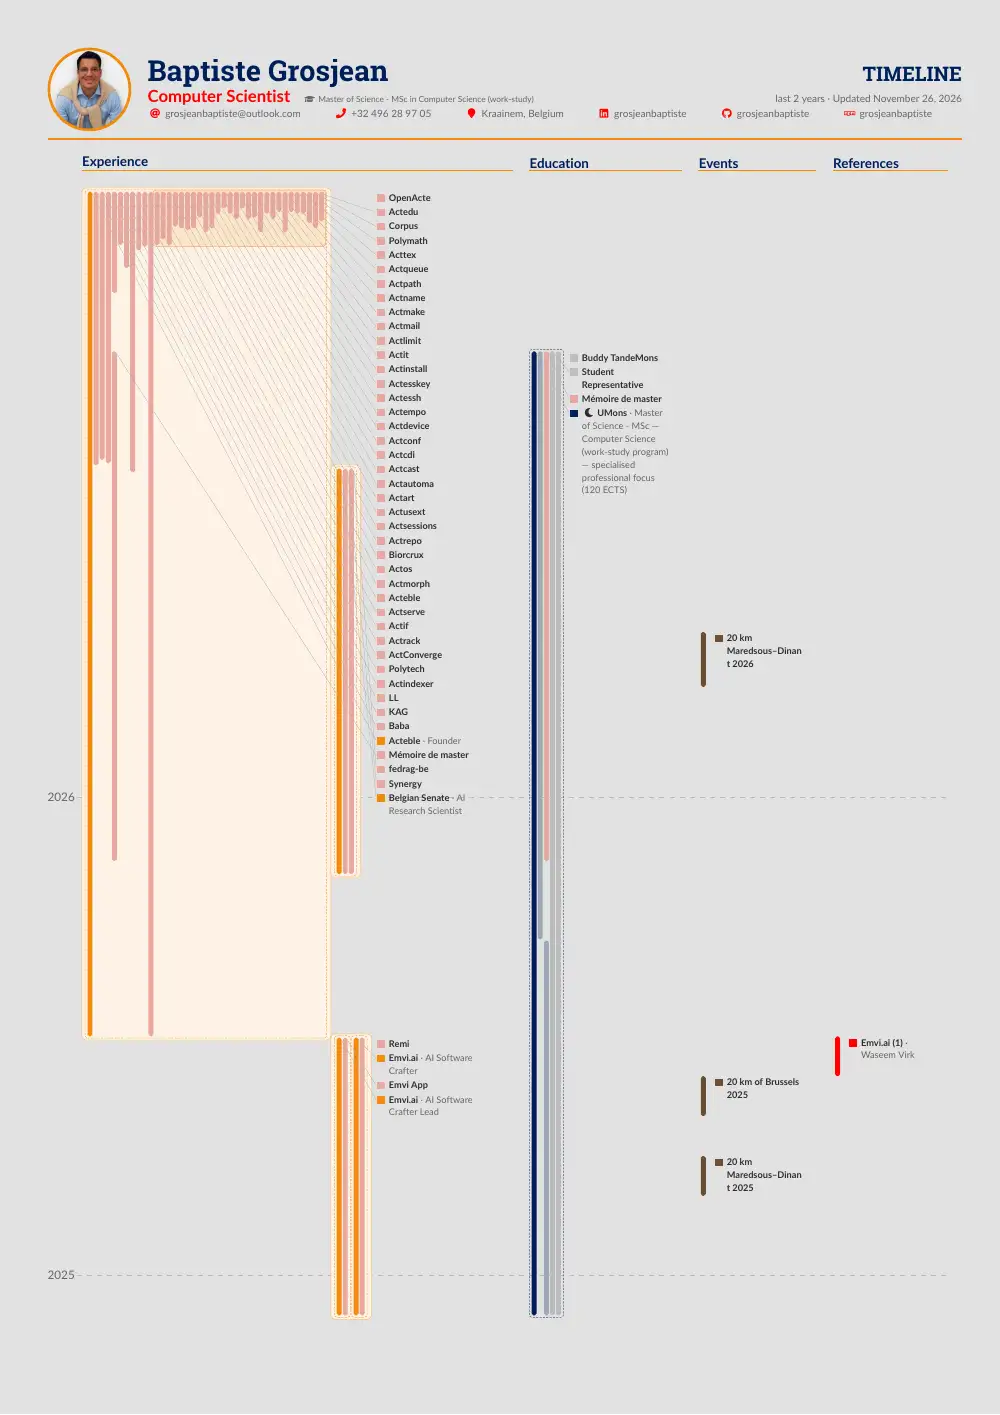 Baptiste Grosjean
TIMELINE
Computer Scientist
Master of Science - MSc in Computer Science (work-study)
last 2 years · Updated November 26, 2026
grosjeanbaptiste@outlook.com
+32 496 28 97 05
Kraainem, Belgium
grosjeanbaptiste
grosjeanbaptiste
grosjeanbaptiste
Experience
Education
Events
References
OpenActe
Actedu
Corpus
Polymath
Acttex
Actqueue
Actpath
Actname
Actmake
Actmail
Actlimit
Actit
Actinstall
Actesskey
Actessh
Actempo
Actdevice
Actconf
Actcdi
Actcast
Actautoma
Actart
Actusext
Actsessions
Actrepo
Biorcrux
Actos
Actmorph
Acteble
Actserve
Actif
Actrack
ActConverge
Polytech
Actindexer
LL
KAG
Baba
Acteble · Founder
Mémoire de master
fedrag-be
Synergy
Belgian Senate · AI
Research Scientist
Remi
Emvi.ai · AI Software
Crafter
Emvi App
Emvi.ai · AI Software
Crafter Lead
Buddy TandeMons
Student
Representative
Mémoire de master
UMons · Master
of Science - MSc —
Computer Science
(work-study program)
— specialised
professional focus
(120 ECTS)
20 km
Maredsous–Dinan
t 2026
20 km of Brussels
2025
20 km
Maredsous–Dinan
t 2025
Emvi.ai (1) ·
Waseem Virk
2026
2025